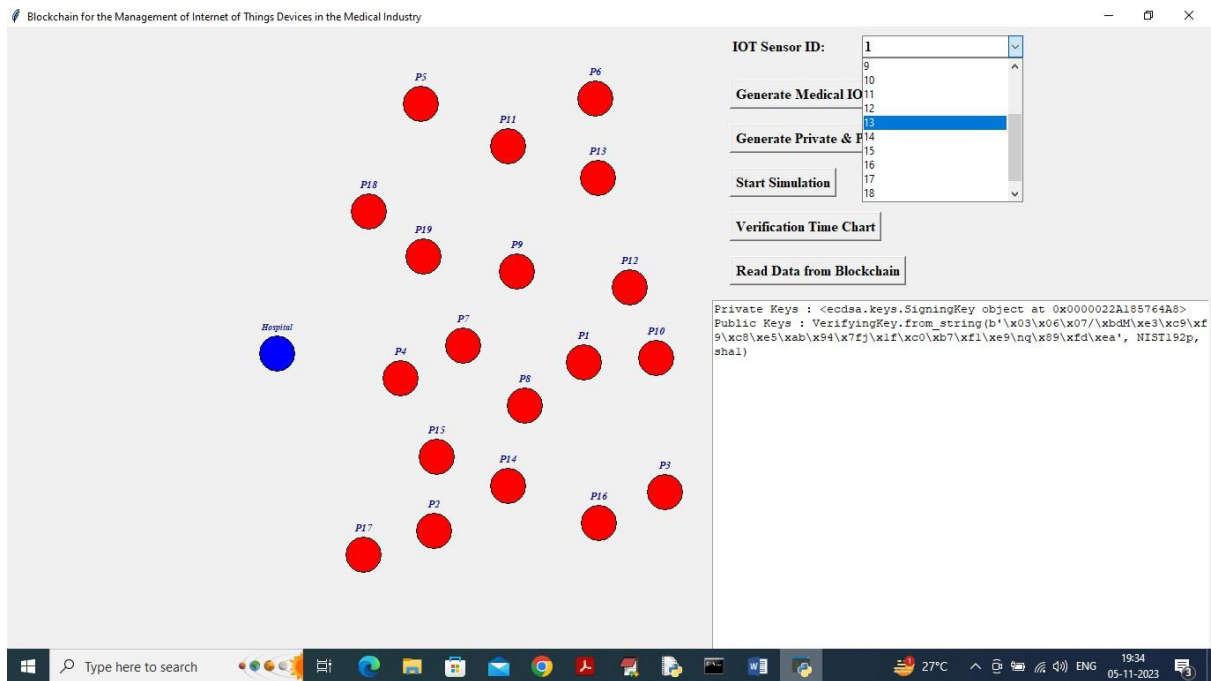 Blockchain for the Management of Internet of Things Devices in the Medical Industry
IOT Sensor ID:
1
9
10
11
12
13
14
15
16
17
18
Generate Medical IO
Generate Private & P
Start Simulation
Verification Time Chart
Read Data from Blockchain
P5
P6
P11
P13
P18
P19
P9
P12
Hospital
P7
P1
P10
P4
P8
P15
P14
P3
P2
P16
P17
Private Keys : <ecdsa.keys.SigningKey object at 0x0000022A185764A8>
Public Keys : VerifyingKey.from_string(b'\x03\x06\x07/\xbdM\xe3\xc9\xf
9\xc8\xe5\xab\x94\x7fj\x1f\xc0\xb7\xf1\xe9\nq\x89\xfd\xea', NIST192p,
sha1)
Type here to search
27°C
ENG
19:34
05-11-2023
3